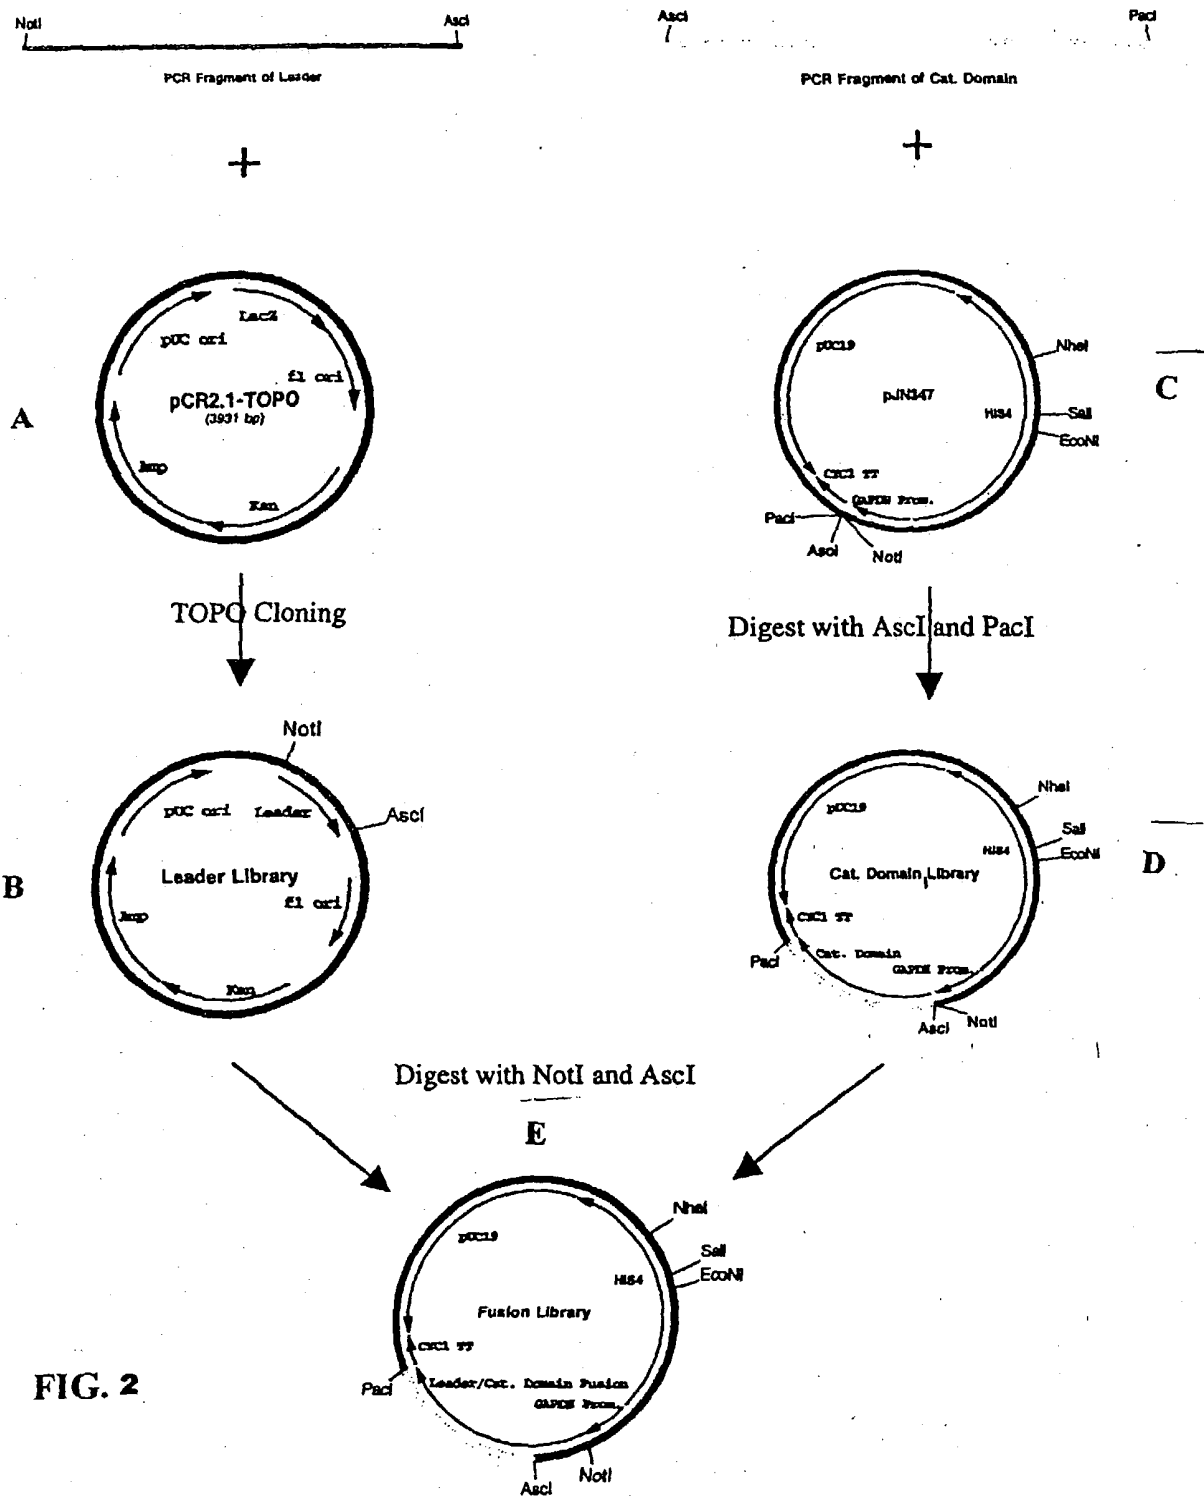 NotI
AscI
AscI
PacI
PCR Fragment of Leader
PCR Fragment of Cat. Domain
+
+
A
pUC ori
LacZ
f1 ori
pCR2.1-TOPO
(3931 bp)
Amp
Kan
C
pUC19
pJN347
NheI
HIS4
SalI
EcoNI
CYC1 TT
GAPDH Prom.
PacI
AscI
NotI
TOPO Cloning
Digest with AscI and PacI
B
NotI
pUC ori
Leader
AscI
Leader Library
f1 ori
Amp
Kan
D
pUC19
NheI
HIS4
SalI
EcoNI
Cat. Domain Library
CYC1 TT
Cat. Domain
GAPDH Prom.
PacI
AscI
NotI
Digest with NotI and AscI
E
NheI
pUC19
SalI
HIS4
EcoNI
Fusion Library
CYC1 TT
PacI
Leader/Cat. Domain Fusion
GAPDH Prom.
AscI
NotI
FIG. 2